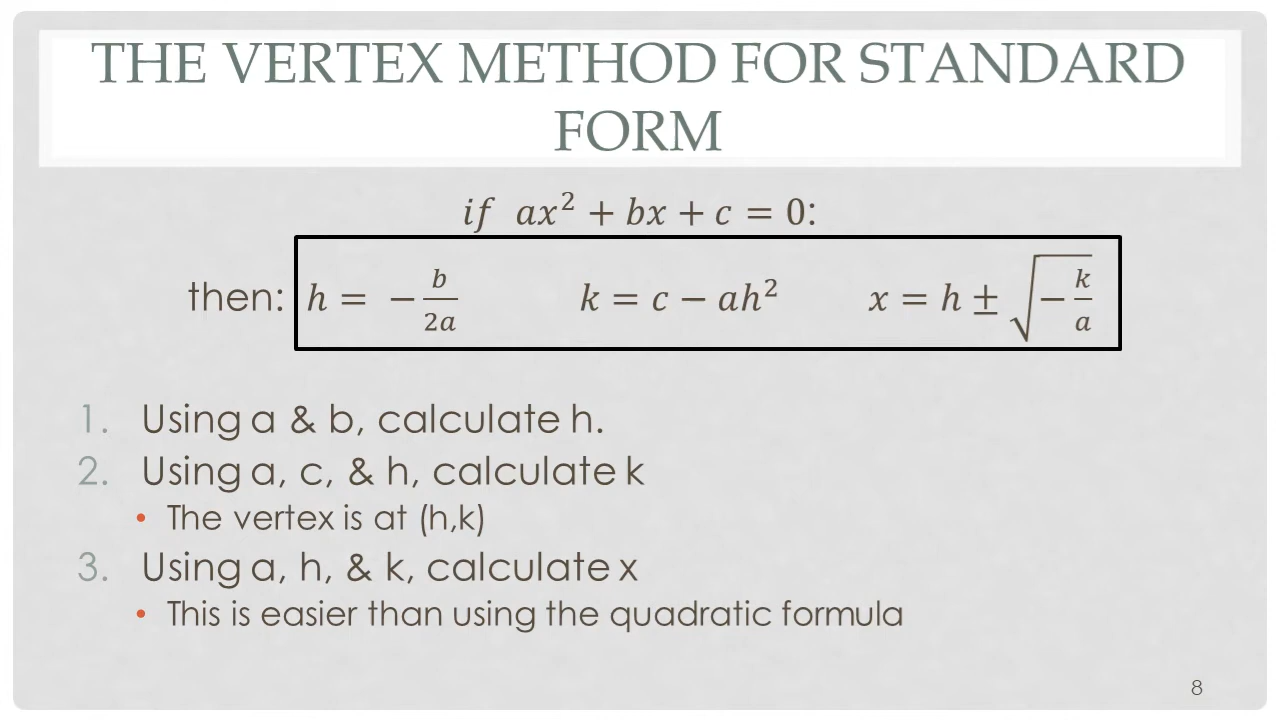 THE VERTEX METHOD FOR STANDARD
FORM
if ax² + bx + c = 0:
then: h = −b/2a k = c − ah² x = h ± √(−k/a)
1. Using a & b, calculate h.
2. Using a, c, & h, calculate k
• The vertex is at (h,k)
3. Using a, h, & k, calculate x
• This is easier than using the quadratic formula
8